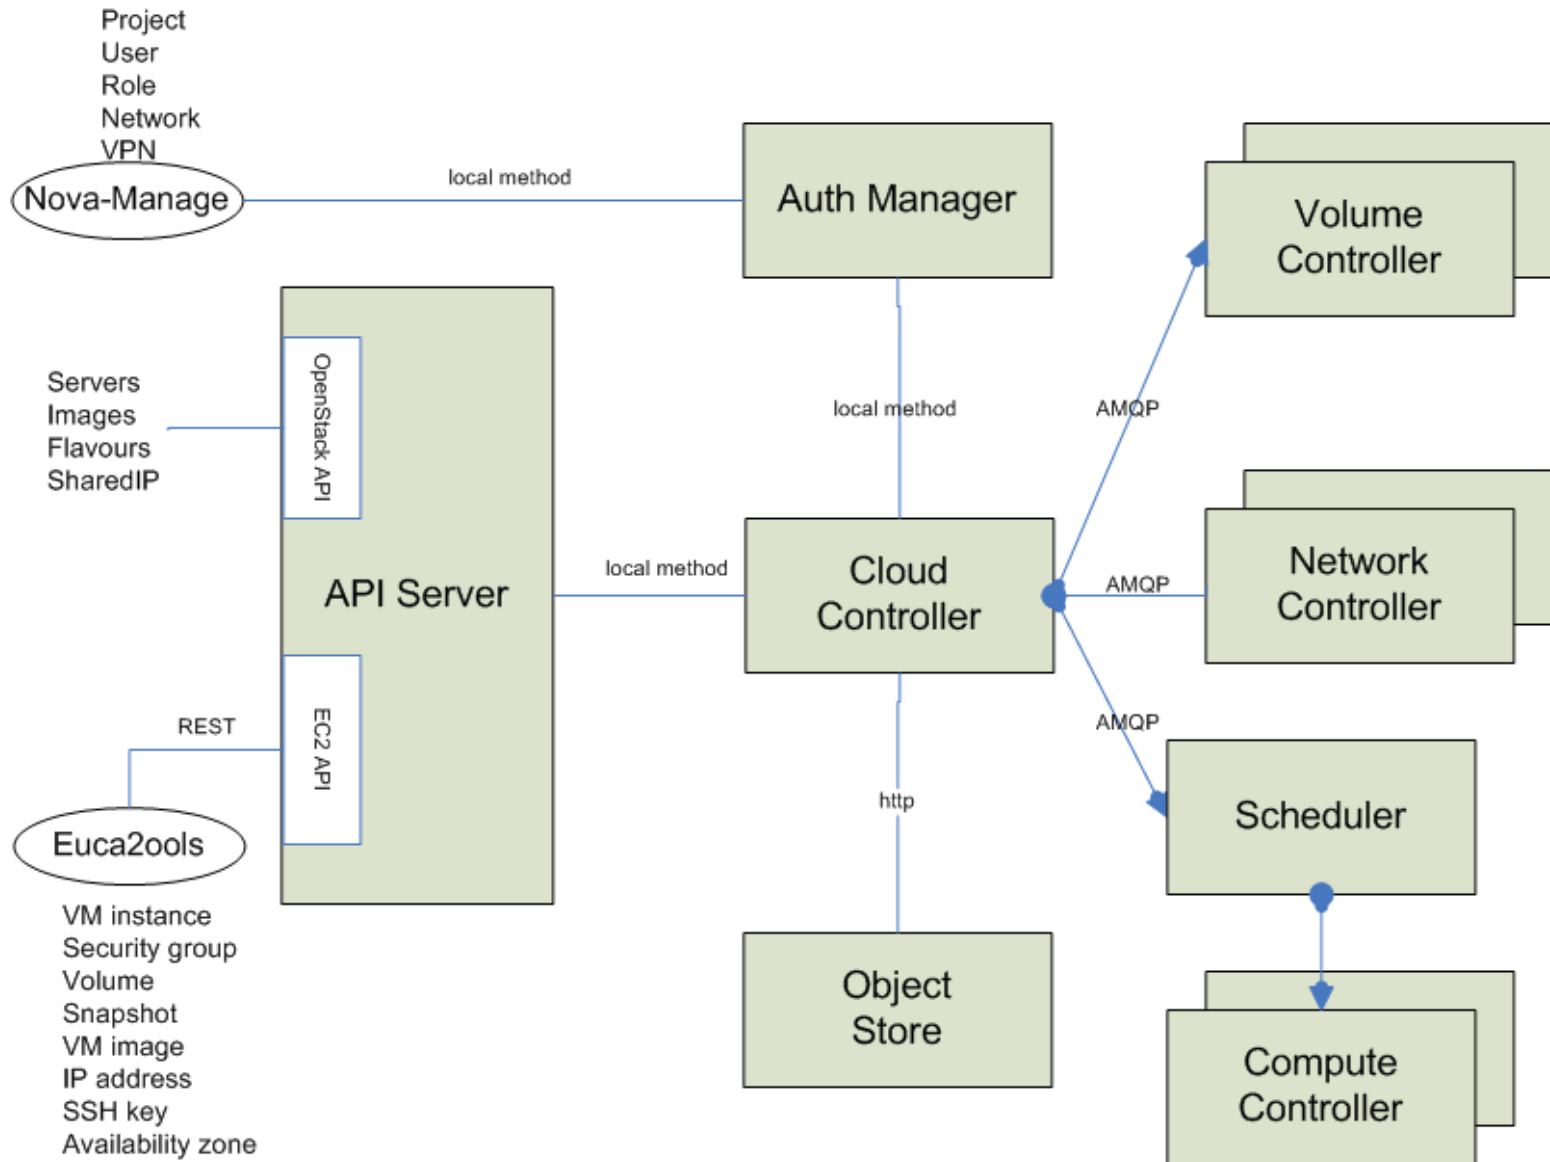 Project
User
Role
Network
VPN
Nova-Manage
local method
Auth Manager
Volume
Controller
Servers
Images
Flavours
SharedIP
OpenStack API
local method
AMQP
API Server
local method
Cloud
Controller
AMQP
Network
Controller
REST
EC2 API
AMQP
http
Scheduler
Euca2ools
VM instance
Security group
Volume
Snapshot
VM image
IP address
SSH key
Availability zone
Object
Store
Compute
Controller